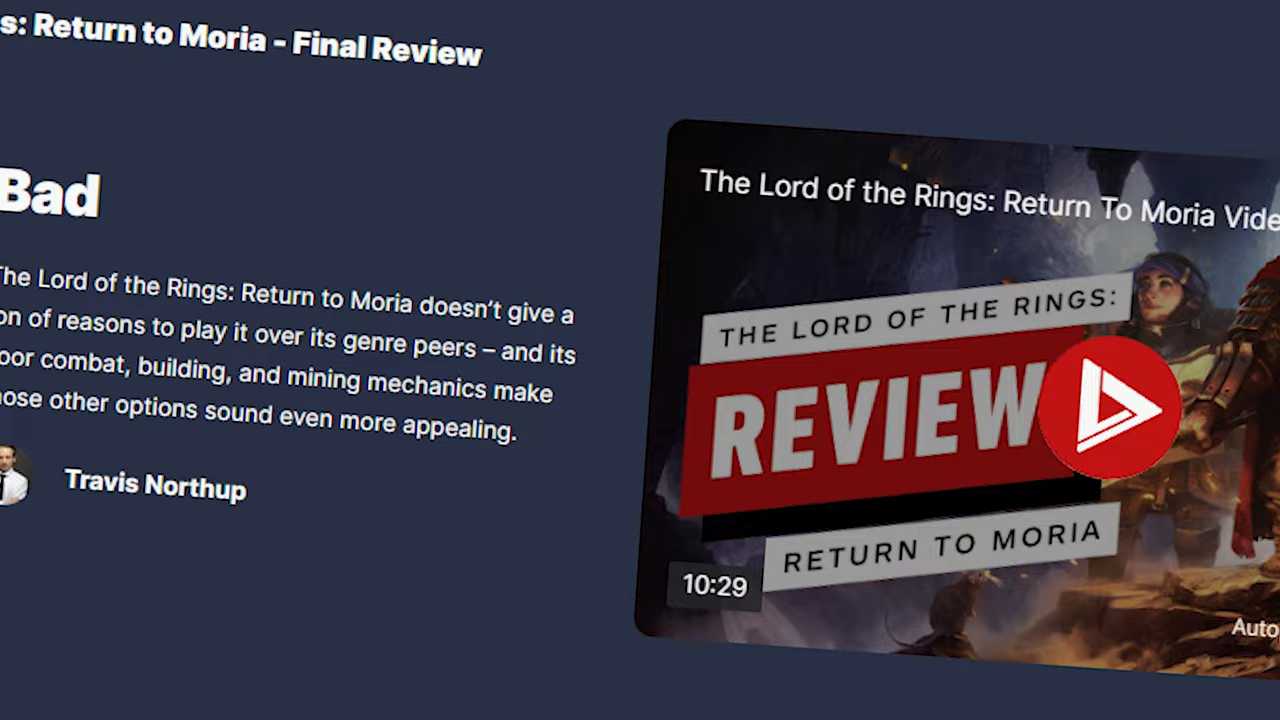 s: Return to Moria - Final Review
Bad
The Lord of the Rings: Return to Moria doesn't give a
on of reasons to play it over its genre peers – and its
oor combat, building, and mining mechanics make
hose other options sound even more appealing.
Travis Northup
The Lord of the Rings: Return To Moria Vide
THE LORD OF THE RINGS:
REVIEW
RETURN TO MORIA
10:29
Auto